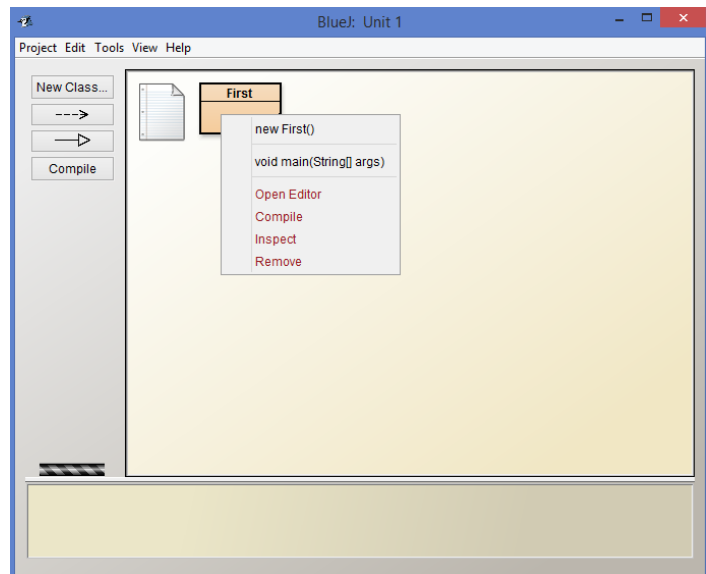 BlueJ: Unit 1
Project Edit Tools View Help
New Class...
--->
Compile
First
new First()
void main(String[] args)
Open Editor
Compile
Inspect
Remove